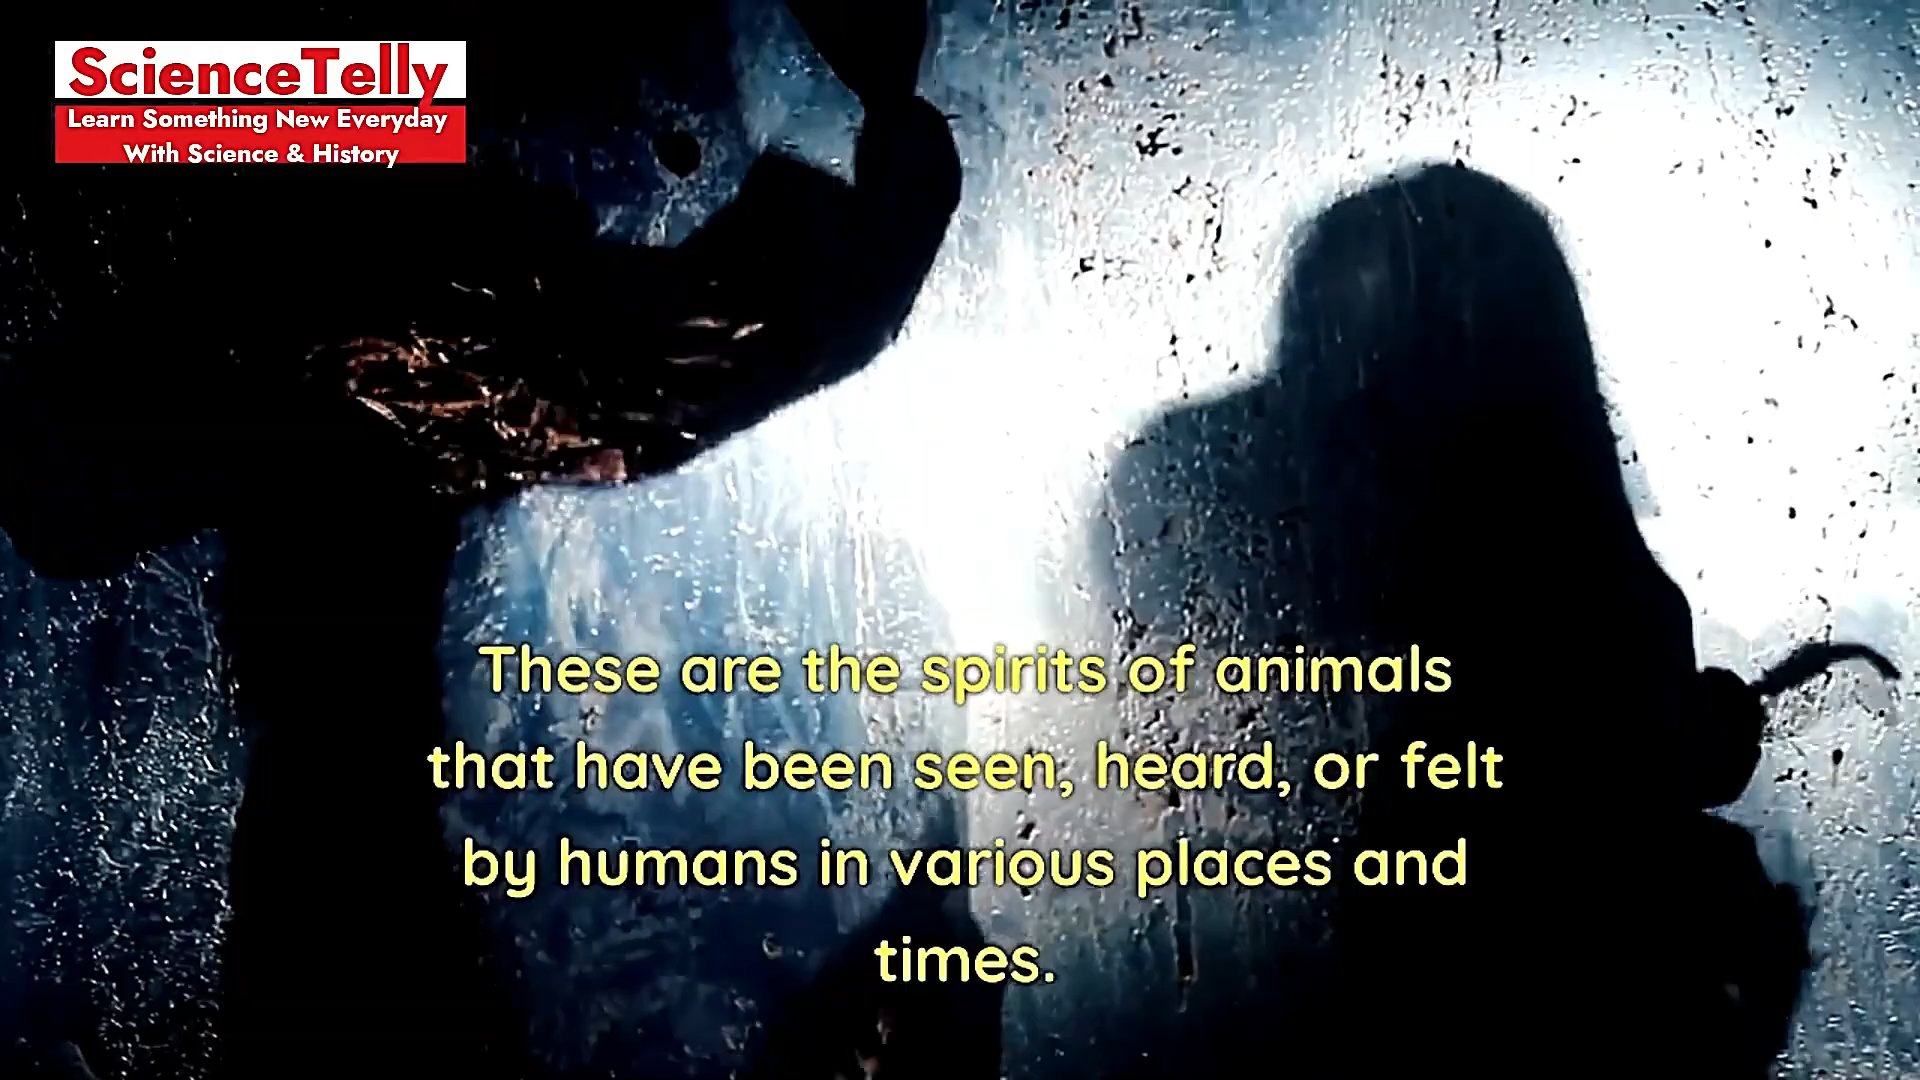 ScienceTelly
Learn Something New Everyday
With Science & History
These are the spirits of animals
that have been seen, heard, or felt
by humans in various places and
times.